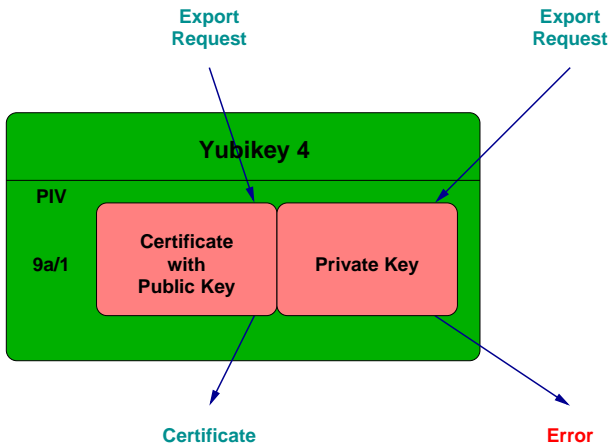 Export
Request
Export
Request
Yubikey 4
PIV
9a/1
Certificate
with
Public Key
Private Key
Certificate
Error